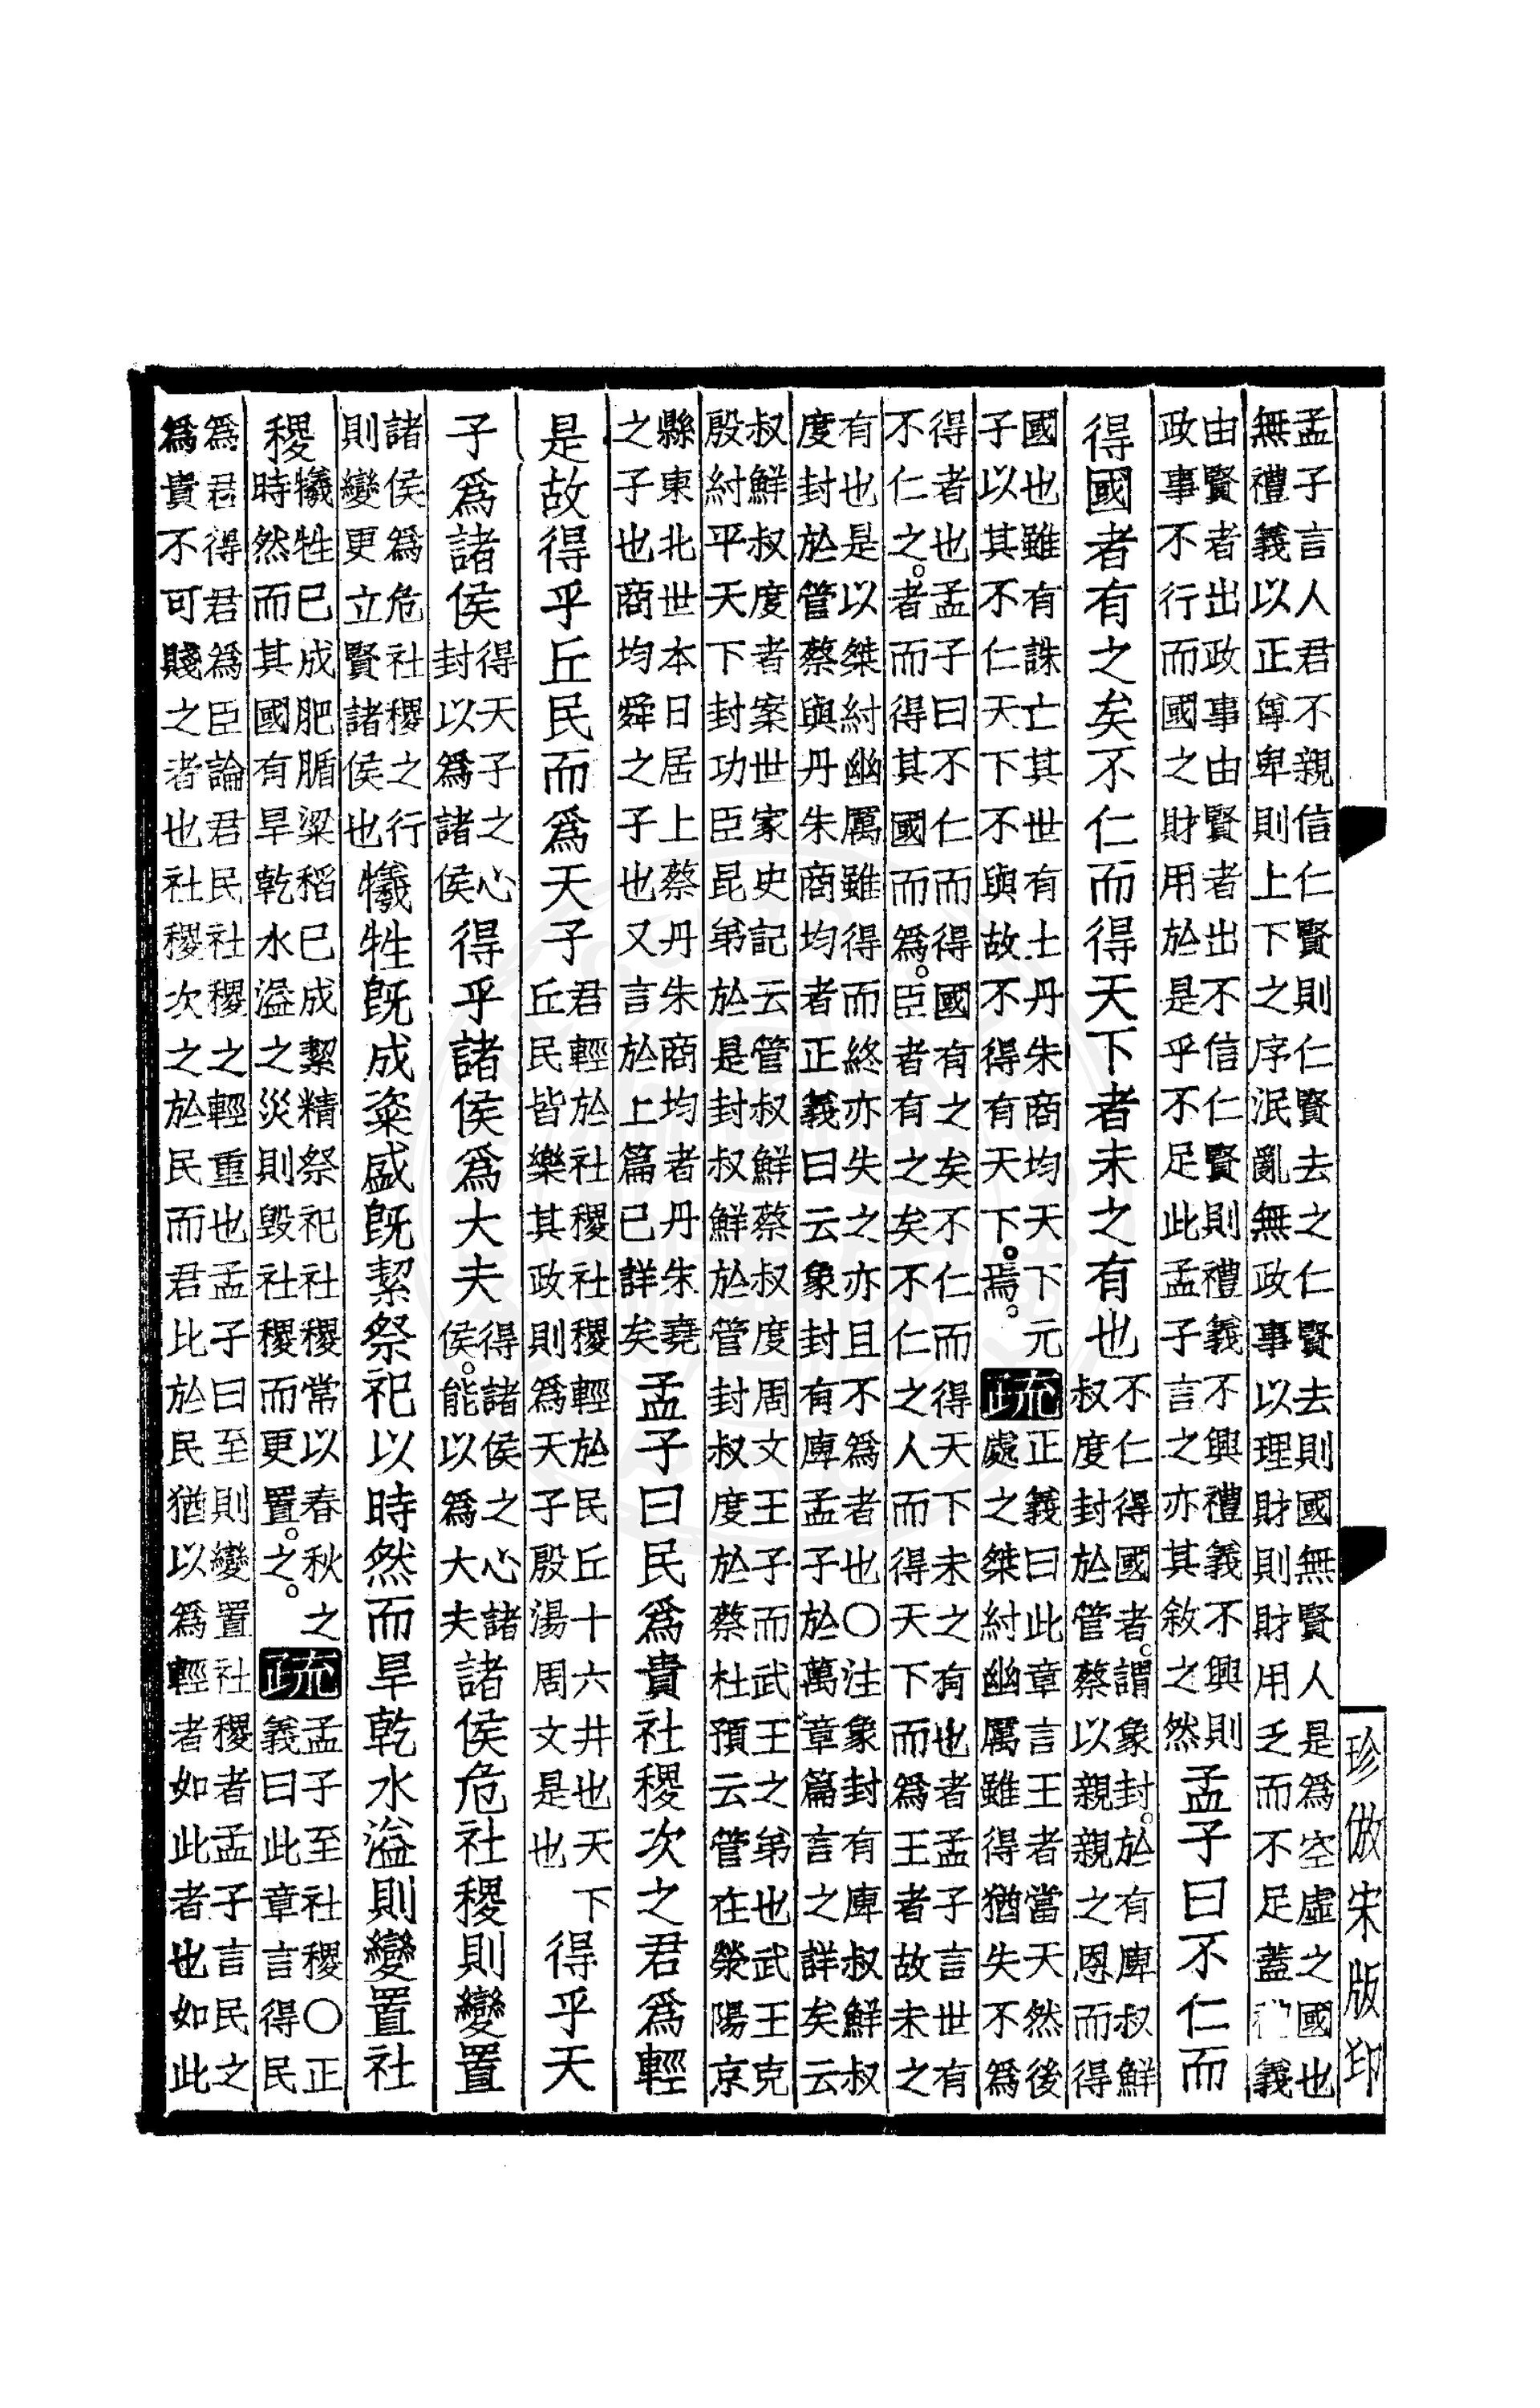 珍倣宋版印
孟子言人君不親信仁賢則仁賢去之仁賢去則國無賢人是爲空虛之國也
無禮義以正尊卑則上下之序泯亂無政事以理財則財用乏而不足蓋義
由賢者出政事由賢者出不信仁賢則禮義不興禮義不興則
政事不行而國之財用於是乎不足此孟子言之亦其敘之然
孟子曰不仁而
得國者有之矣不仁而得天下者未之有也
不仁得國者。謂象封。於有庳叔鮮
叔度封於管蔡以親親之恩而得
國也雖有誅亡其世有土丹朱商均天下元
子以其不仁天下不與故不得有天下。焉。
疏
正義曰此章言王者當天然後
處之桀紂幽厲雖得猶失不爲
得者也孟子曰不仁而得國有之矣不仁而得天下未之有也者孟子言世有
不仁之。者而得其國而爲。臣者有之矣不仁之人而得天下而爲王者故未之
有也是以桀紂幽厲雖得而終亦失之亦且不爲者也○注象封有庳叔鮮叔
度封於管蔡與丹朱商均者正義曰云象封有庳孟子於萬章篇言之詳矣云
叔鮮叔度者案世家史記云管叔鮮蔡叔度周文王子而武王之弟也武王克
殷紂平天下封功臣昆弟於是封叔鮮於管封叔度於蔡杜預云管在滎陽京
縣東北世本曰居上蔡丹朱商均者丹朱堯
之子也商均舜之子也又言於上篇已詳矣
孟子曰民爲貴社稷次之君爲輕
是故得乎丘民而爲天子
君輕於社稷社稷輕於民丘十六井也天下
丘民皆樂其政則爲天子殷湯周文是也
得乎天
子爲諸侯
得天子之心
封以爲諸侯
得乎諸侯爲大夫
得諸侯之心諸
侯。能以爲大夫
諸侯危社稷則變置
諸侯爲危社稷之行
則變更立賢諸侯也
犧牲既成粢盛既絜祭祀以時然而旱乾水溢則變置社
稷
犧牲已成肥腯粱稻已成絜精祭祀社稷常以春秋之
時然而其國有旱乾水溢之災則毀社稷而更置。之。
疏
孟子至社稷○正
義曰此章言得民
爲君得君爲臣論君民社稷之輕重也孟子曰至則變置社稷者孟子言民之
爲貴不可賤之者也社稷次之於民而君比於民猶以爲輕者如此者也如此